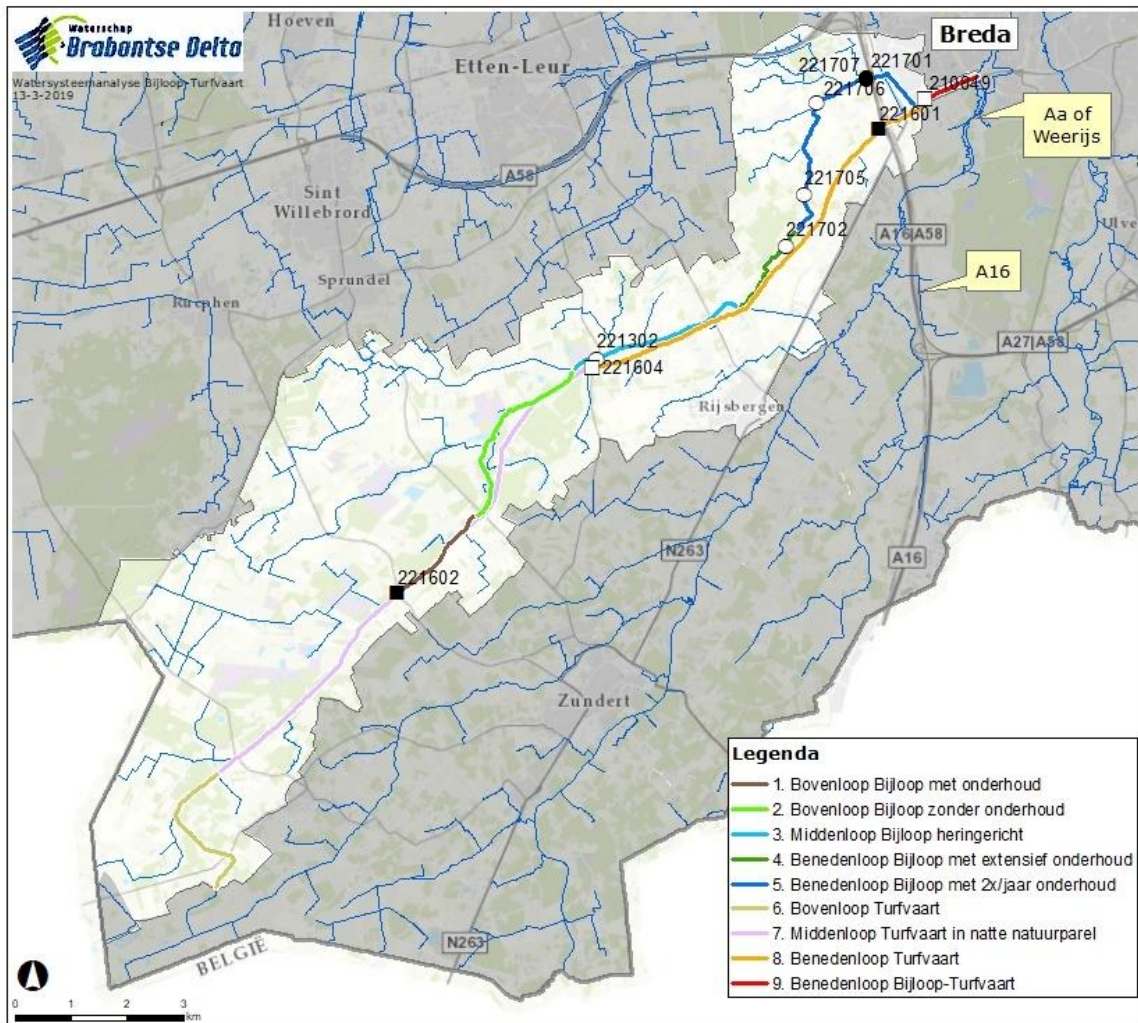 Waterschap
Brabantse Delta
Watersysteemanalyse Bijloop-Turfvaart
13-3-2019
Hoeven
Breda
Etten-Leur
221707
221701
221706
210049
221601
Aa of
Weerijs
A58
Sint
Willebrord
221705
A16|A58
221702
A16
Sprundel
Rucphen
A27|A58
221302
221604
Rijsbergen
N263
A16
221602
Zundert
Legenda
1. Bovenloop Bijloop met onderhoud
2. Bovenloop Bijloop zonder onderhoud
3. Middenloop Bijloop heringericht
4. Benedenloop Bijloop met extensief onderhoud
5. Benedenloop Bijloop met 2x/jaar onderhoud
6. Bovenloop Turfvaart
7. Middenloop Turfvaart in natte natuurparel
8. Benedenloop Turfvaart
9. Benedenloop Bijloop-Turfvaart
N263
BELGIË
0 1 2 3
km